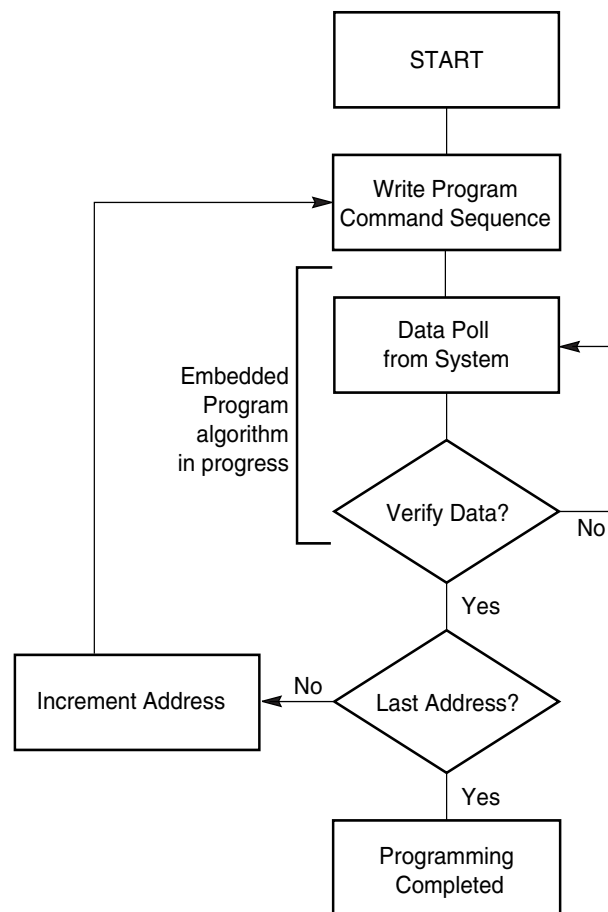 START
Write Program
Command Sequence
Data Poll
from System
Embedded
Program
algorithm
in progress
Verify Data?
No
Yes
Increment Address
No
Last Address?
Yes
Programming
Completed